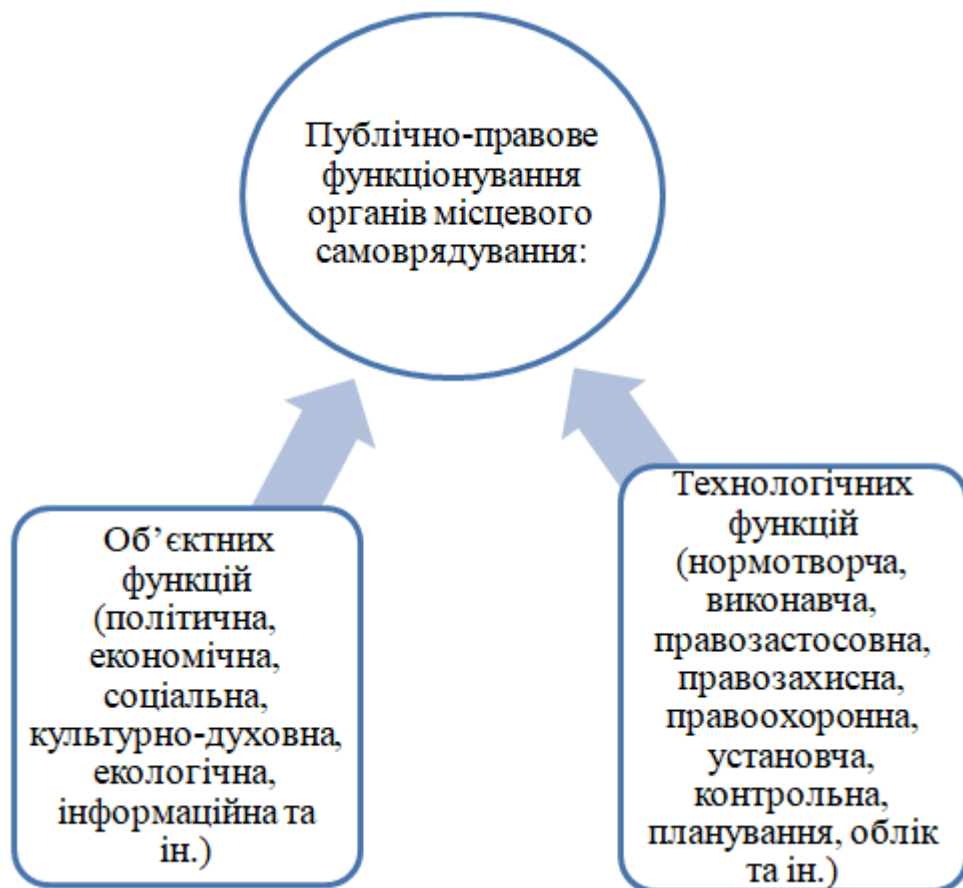 Публічно-правове
функціонування
органів місцевого
самоврядування:
Об’єктних
функцій
(політична,
економічна,
соціальна,
культурно-духовна,
екологічна,
інформаційна та
ін.)
Технологічних
функцій
(нормотворча,
виконавча,
правозастосовна,
правозахисна,
правоохоронна,
установча,
контрольна,
планування, облік
та ін.)